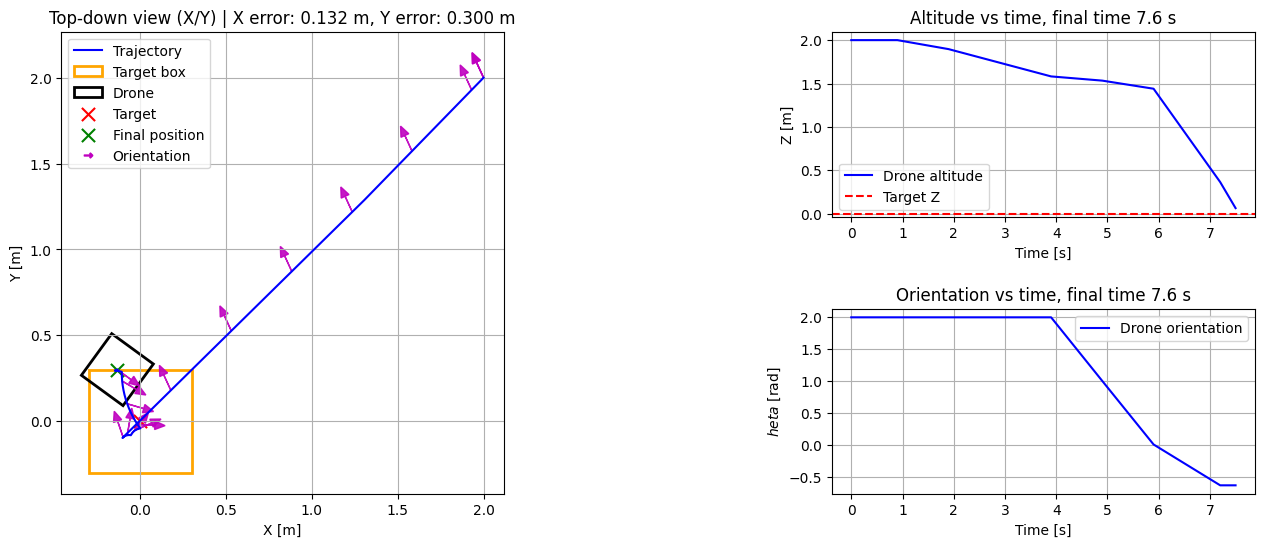 Top-down view (X/Y) | X error: 0.132 m, Y error: 0.300 m
Trajectory
Target box
Drone
Target
Final position
Orientation
2.0
1.5
1.0
0.5
0.0
Y [m]
0.0 0.5 1.0 1.5 2.0
X [m]
Altitude vs time, final time 7.6 s
2.0
1.5
1.0
0.5
0.0
Z [m]
Drone altitude
Target Z
0 1 2 3 4 5 6 7
Time [s]
Orientation vs time, final time 7.6 s
2.0
1.5
1.0
0.5
0.0
−0.5
heta [rad]
Drone orientation
0 1 2 3 4 5 6 7
Time [s]